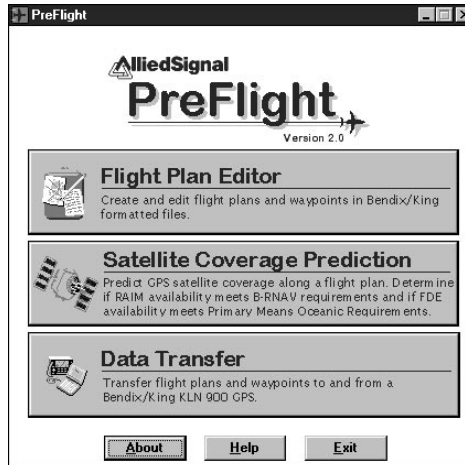 PreFlight
AlliedSignal
PreFlight
Version 2.0
Flight Plan Editor
Create and edit flight plans and waypoints in Bendix/King
formatted files.
Satellite Coverage Prediction
Predict GPS satellite coverage along a flight plan. Determine
if RAIM availability meets B-RNAV requirements and if FDE
availability meets Primary Means Oceanic Requirements.
Data Transfer
Transfer flight plans and waypoints to and from a
Bendix/King KLN 900 GPS.
About Help Exit